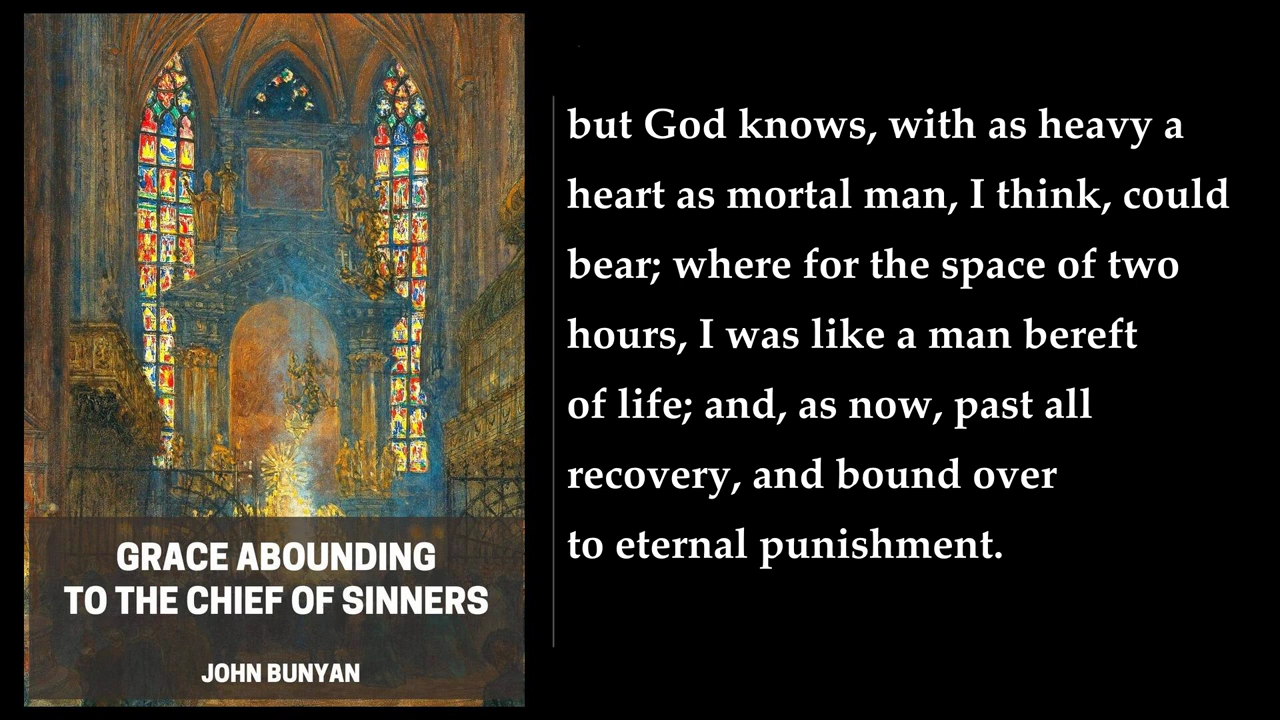 GRACE ABOUNDING
TO THE CHIEF OF SINNERS
JOHN BUNYAN
but God knows, with as heavy a
heart as mortal man, I think, could
bear; where for the space of two
hours, I was like a man bereft
of life; and, as now, past all
recovery, and bound over
to eternal punishment.